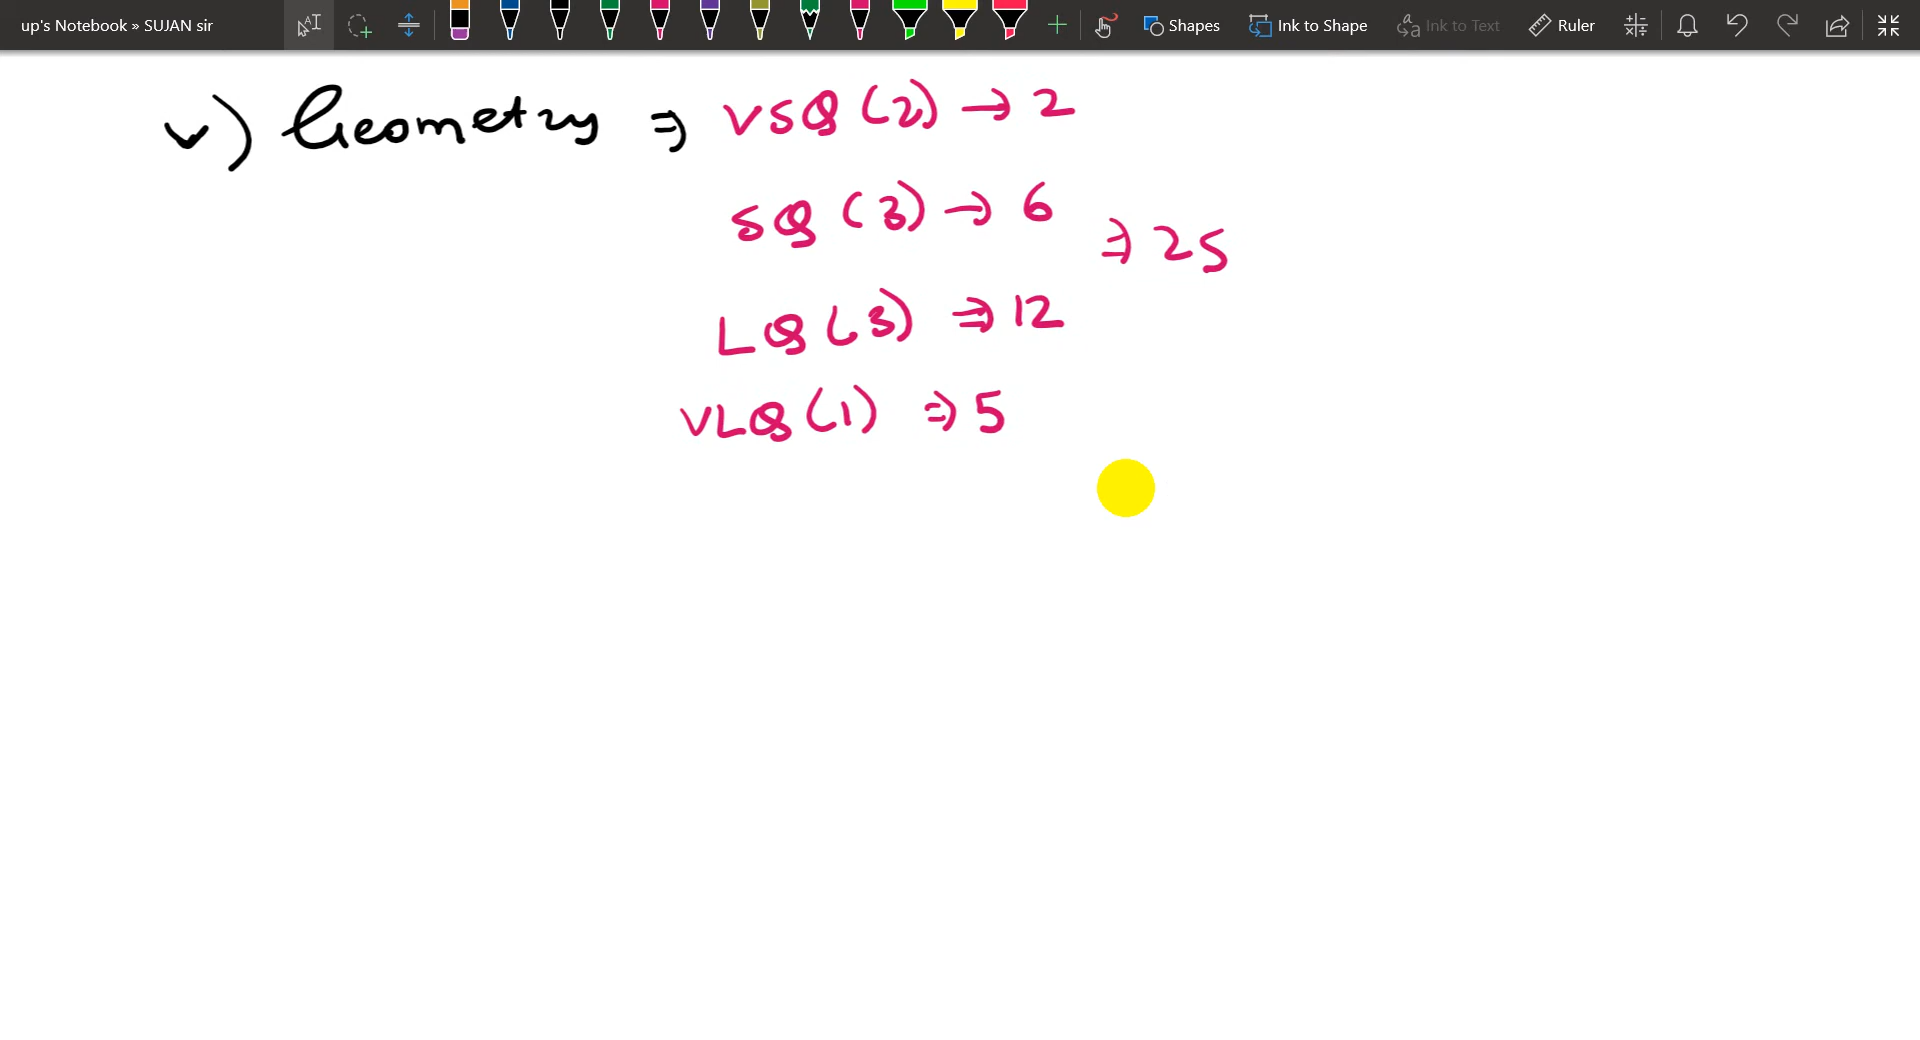 up's Notebook » SUJAN sir
Shapes Ink to Shape Ink to Text Ruler
v) Geometry ⇒ VSQ (2) → 2
SQ (3) → 6
⇒ 25
LQ (3) ⇒ 12
VLQ (1) ⇒ 5